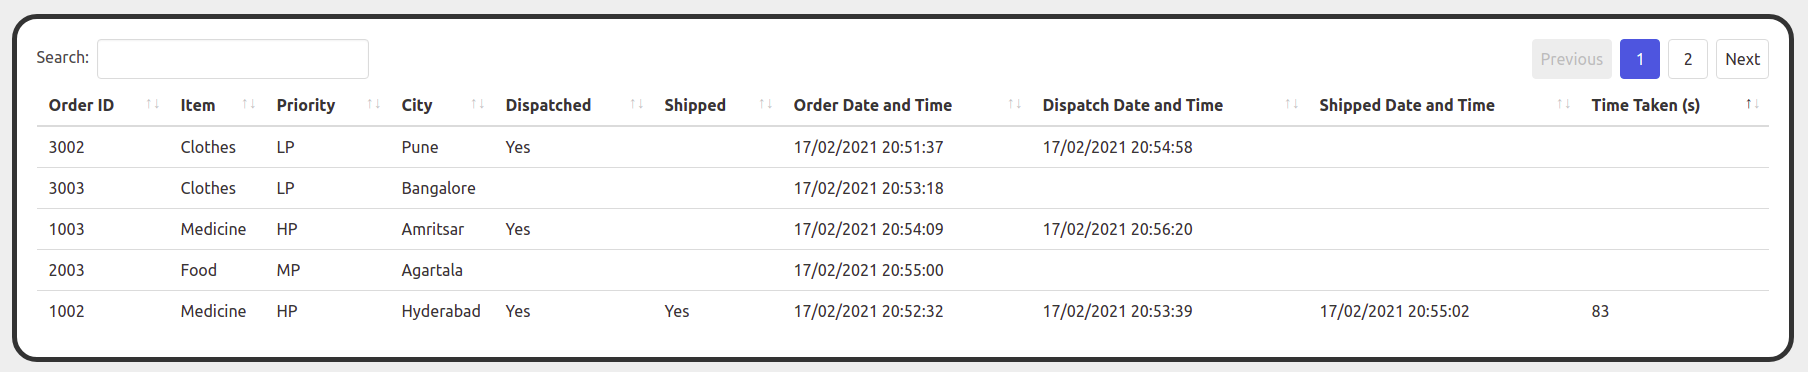 Search: Previous 1 2 Next
Order ID ↑↓ Item ↑↓ Priority ↑↓ City ↑↓ Dispatched ↑↓ Shipped ↑↓ Order Date and Time ↑↓ Dispatch Date and Time ↑↓ Shipped Date and Time ↑↓ Time Taken (s) ↑↓
3002 Clothes LP Pune Yes 17/02/2021 20:51:37 17/02/2021 20:54:58
3003 Clothes LP Bangalore 17/02/2021 20:53:18
1003 Medicine HP Amritsar Yes 17/02/2021 20:54:09 17/02/2021 20:56:20
2003 Food MP Agartala 17/02/2021 20:55:00
1002 Medicine HP Hyderabad Yes Yes 17/02/2021 20:52:32 17/02/2021 20:53:39 17/02/2021 20:55:02 83